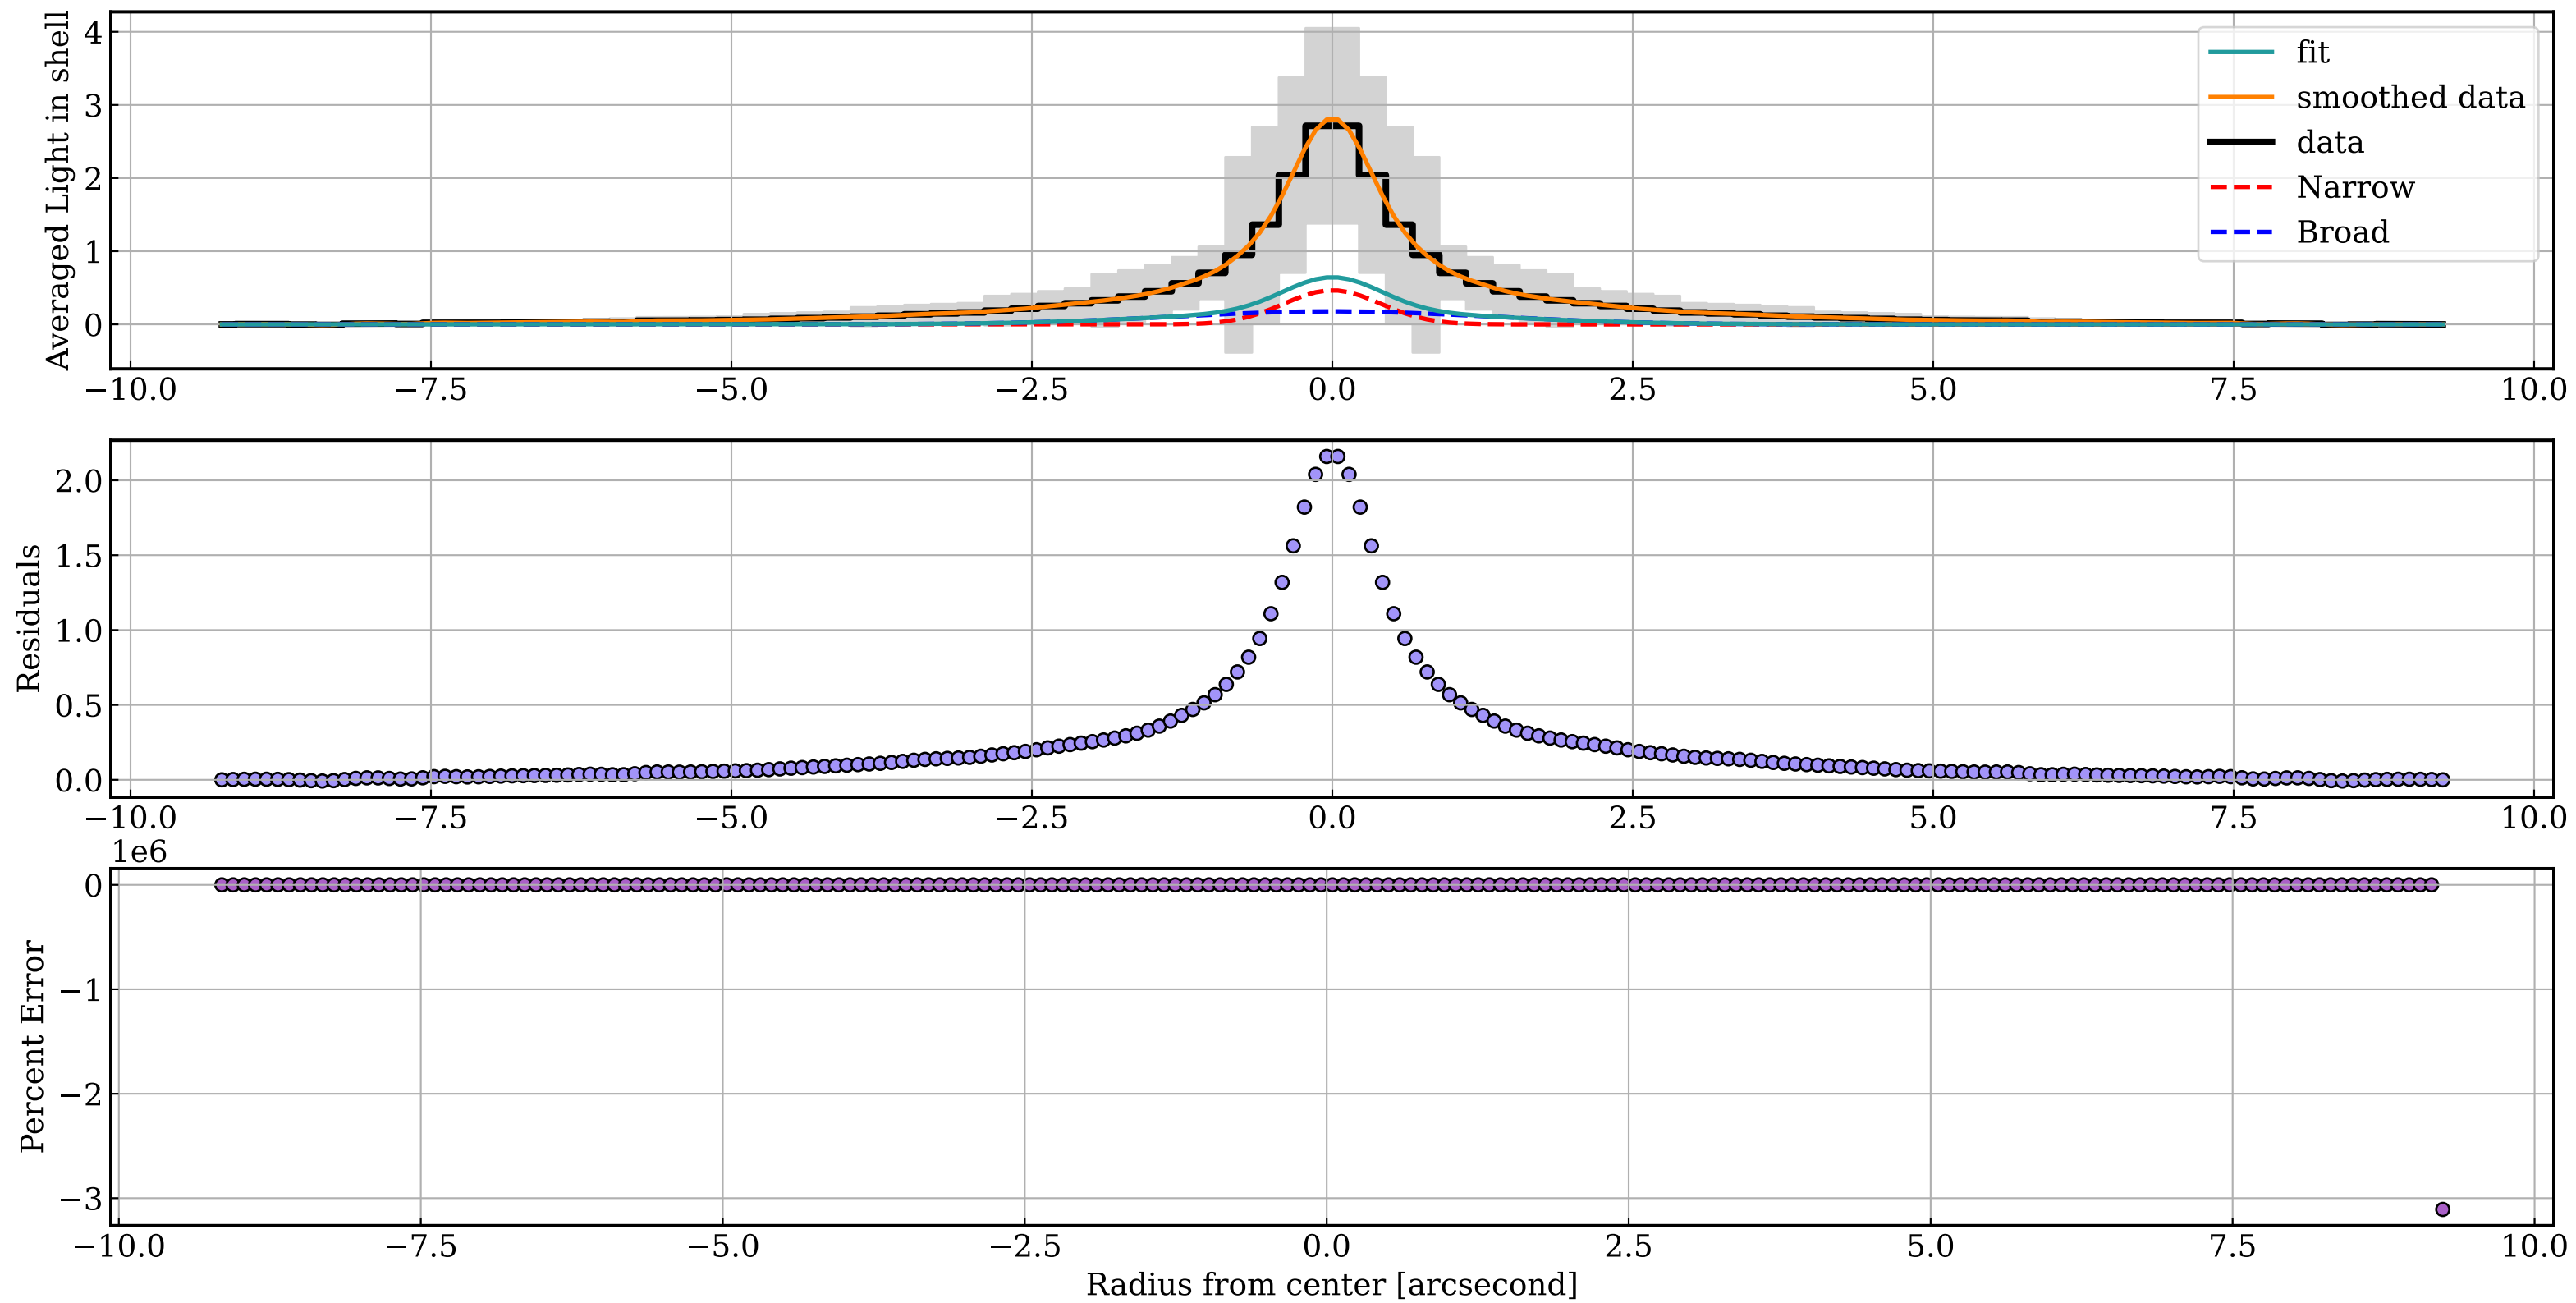 Averaged Light in shell
4
3
2
1
0
fit
smoothed data
data
Narrow
Broad
−10.0 −7.5 −5.0 −2.5 0.0 2.5 5.0 7.5 10.0
Residuals
2.0
1.5
1.0
0.5
0.0
−10.0 −7.5 −5.0 −2.5 0.0 2.5 5.0 7.5 10.0
1e6
Percent Error
0
−1
−2
−3
−10.0 −7.5 −5.0 −2.5 0.0 2.5 5.0 7.5 10.0
Radius from center [arcsecond]